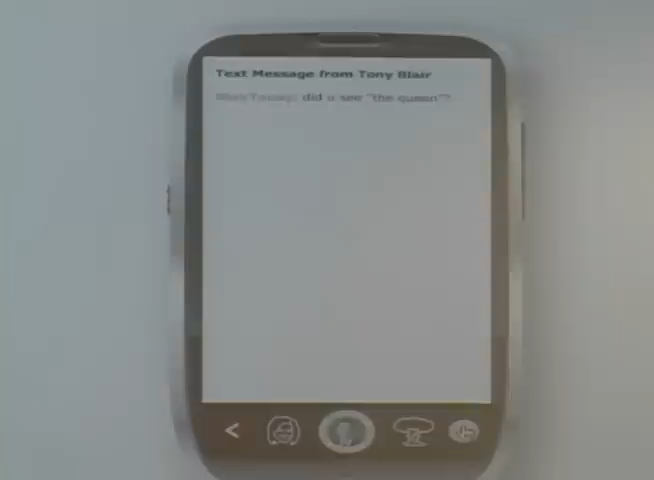 Text Message from Tony Blair
did u see "the queen"?